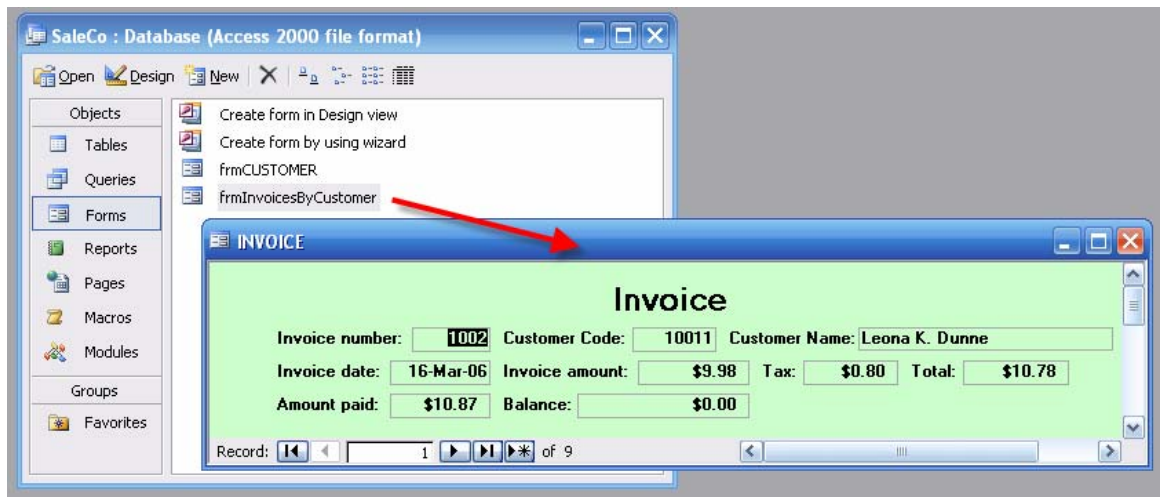 SaleCo : Database (Access 2000 file format)
Open Design New
Objects
Tables
Queries
Forms
Reports
Pages
Macros
Modules
Groups
Favorites
Create form in Design view
Create form by using wizard
frmCUSTOMER
frmInvoicesByCustomer
INVOICE
Invoice
Invoice number: 1002 Customer Code: 10011 Customer Name: Leona K. Dunne
Invoice date: 16-Mar-06 Invoice amount: $9.98 Tax: $0.80 Total: $10.78
Amount paid: $10.87 Balance: $0.00
Record: 1 of 9